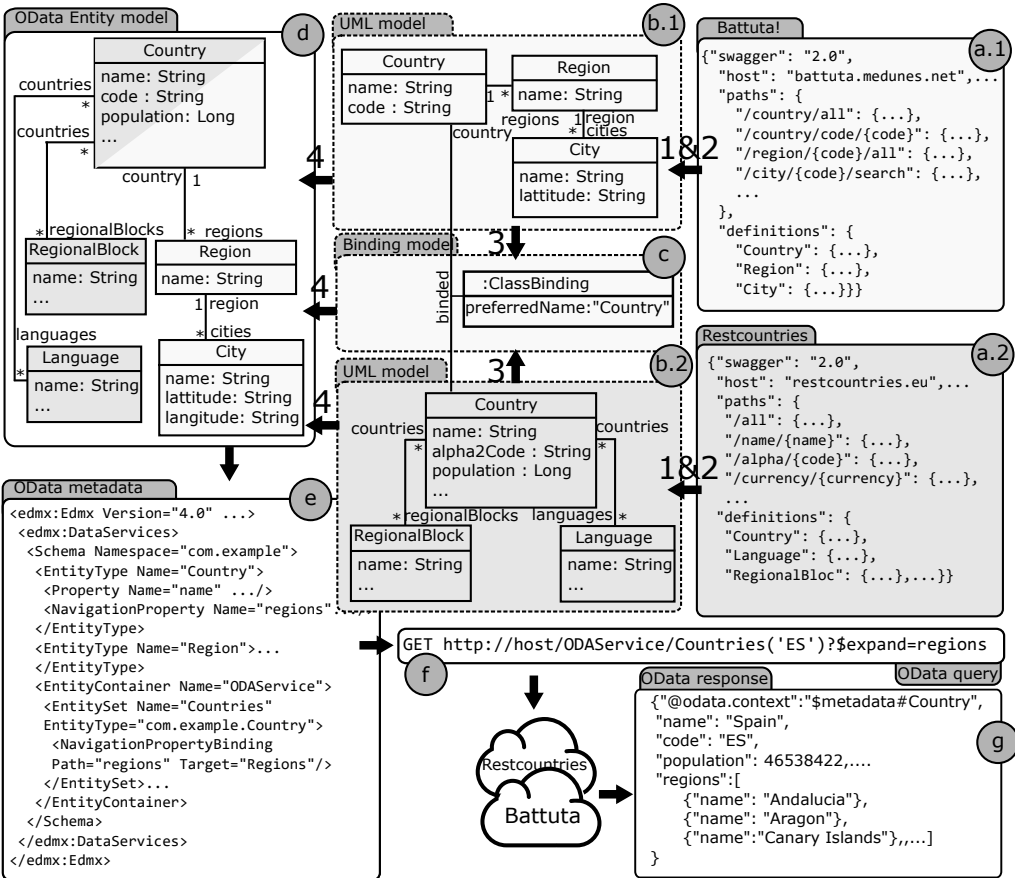 OData Entity model
d
Country
name: String
code : String
population: Long
...
countries
*
countries
*
country
1
* regionalBlocks
* regions
RegionalBlock
name: String
...
Region
name: String
1
region
languages
*
* cities
Language
name: String
...
City
name: String
lattitude: String
langitude: String
UML model
b.1
Country
name: String
code : String
1
*
Region
name: String
regions
1
region
country
*
cities
City
name: String
lattitude: String
4
3
Binding model
c
binded
:ClassBinding
preferredName:"Country"
4
3
UML model
b.2
Country
name: String
alpha2Code : String
population : Long
...
countries
*
countries
*
4
* regionalBlocks
languages *
RegionalBlock
name: String
...
Language
name: String
...
Battuta!
a.1
{"swagger": "2.0",
"host": "battuta.medunes.net",...
"paths": {
"/country/all": {...},
"/country/code/{code}": {...},
"/region/{code}/all": {...},
"/city/{code}/search": {...},
...
},
"definitions": {
"Country": {...},
"Region": {...},
"City": {...}}}
1&2
Restcountries
a.2
{"swagger": "2.0",
"host": "restcountries.eu",...
"paths": {
"/all": {...},
"/name/{name}": {...},
"/alpha/{code}": {...},
"/currency/{currency}": {...},
...
"definitions": {
"Country": {...},
"Language": {...},
"RegionalBloc": {...},...}}
1&2
OData metadata
e
<edmx:Edmx Version="4.0" ...>
<edmx:DataServices>
<Schema Namespace="com.example">
<EntityType Name="Country">
<Property Name="name" .../>
<NavigationProperty Name="regions"
</EntityType>
<EntityType Name="Region">...
</EntityType>
<EntityContainer Name="ODAService">
<EntitySet Name="Countries"
EntityType="com.example.Country">
<NavigationPropertyBinding
Path="regions" Target="Regions"/>
</EntitySet>...
</EntityContainer>
</Schema>
</edmx:DataServices>
</edmx:Edmx>
GET http://host/ODAService/Countries('ES')?$expand=regions
f
OData query
Restcountries
Battuta
OData response
g
{"@odata.context":"$metadata#Country",
"name": "Spain",
"code": "ES",
"population": 46538422,....
"regions":[
{"name": "Andalucia"},
{"name": "Aragon"},
{"name":"Canary Islands"},,...]
}